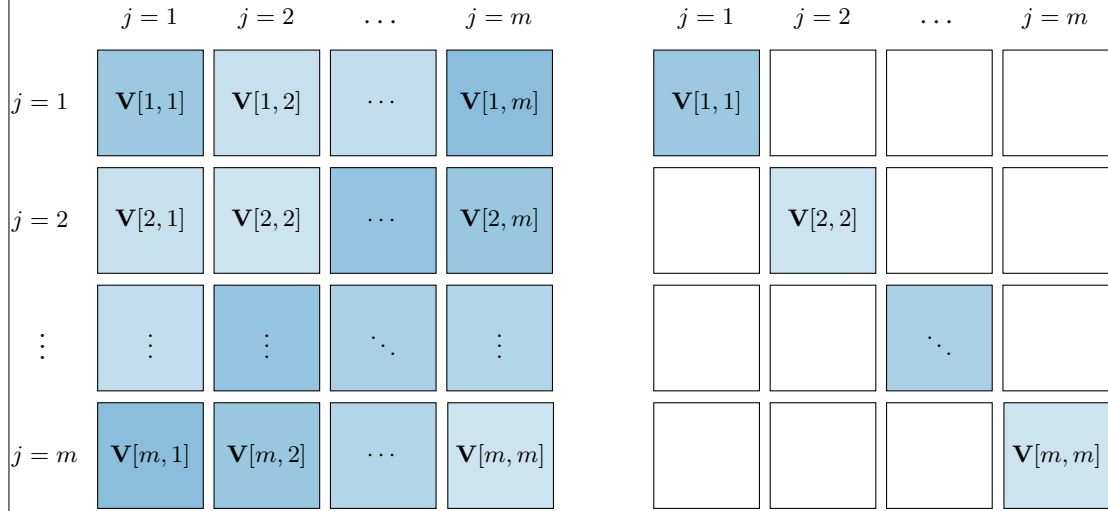 j = 1 j = 2 ... j = m j = 1 j = 2 ... j = m
j = 1 V[1, 1] V[1, 2] ... V[1, m] V[1, 1]
j = 2 V[2, 1] V[2, 2] ... V[2, m] V[2, 2]
⋮ ⋮ ⋮ ⋱ ⋮ ⋱
j = m V[m, 1] V[m, 2] ... V[m, m] V[m, m]